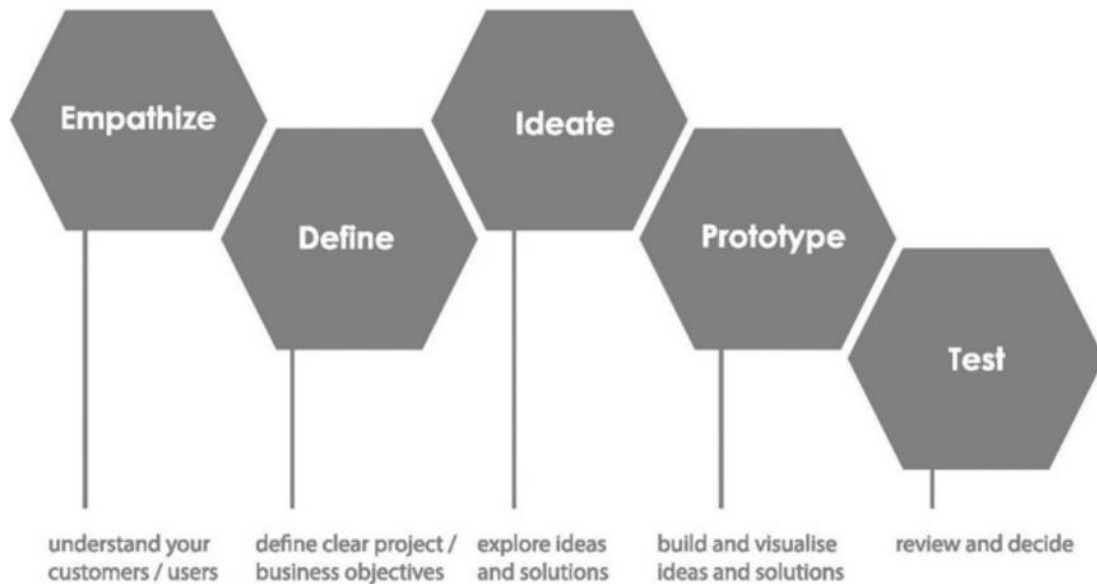 Empathize
Define
Ideate
Prototype
Test
understand your
customers / users
define clear project /
business objectives
explore ideas
and solutions
build and visualise
ideas and solutions
review and decide